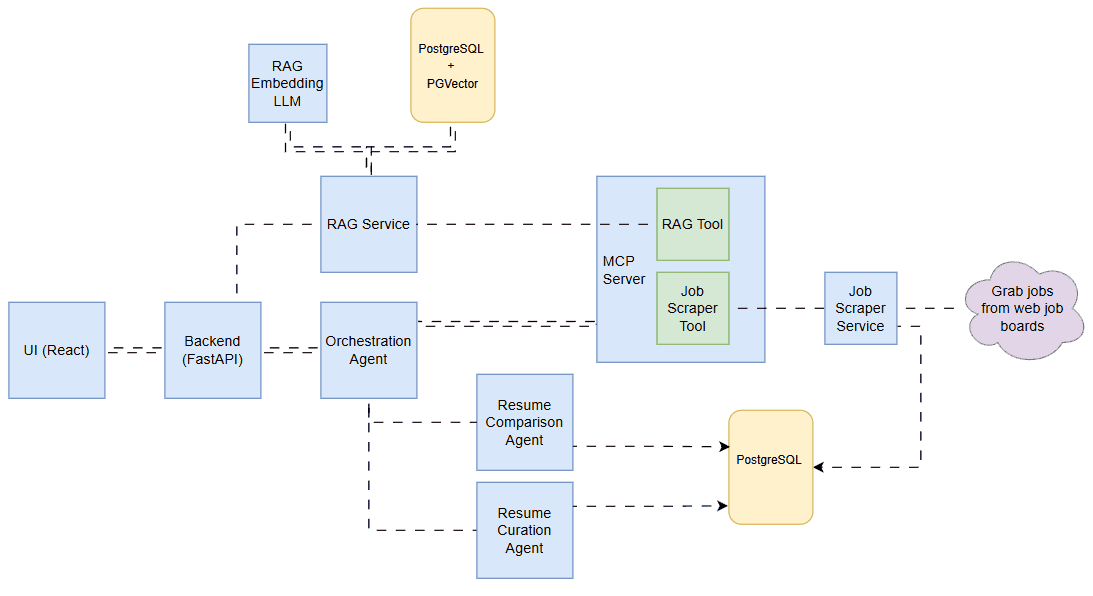 RAG
Embedding
LLM
PostgreSQL
+
PGVector
RAG Service
RAG Tool
MCP
Server
Job
Scraper
Tool
Job
Scraper
Service
Grab jobs
from web job
boards
UI (React)
Backend
(FastAPI)
Orchestration
Agent
Resume
Comparison
Agent
PostgreSQL
Resume
Curation
Agent